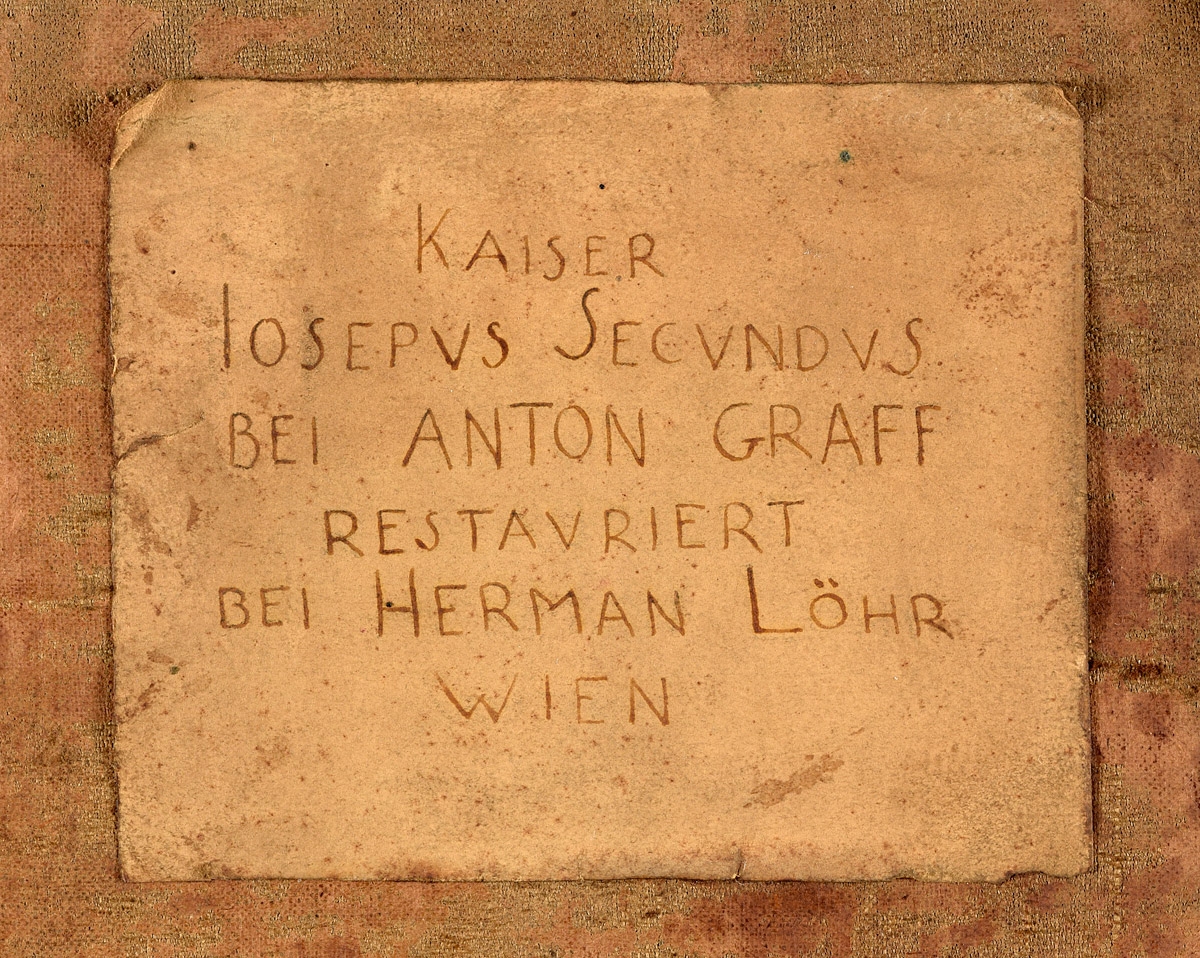 KAISER
IOSEPVS SECVNDVS
BEI ANTON GRAFF
RESTAVRIERT
BEI HERMAN LÖHR
WIEN